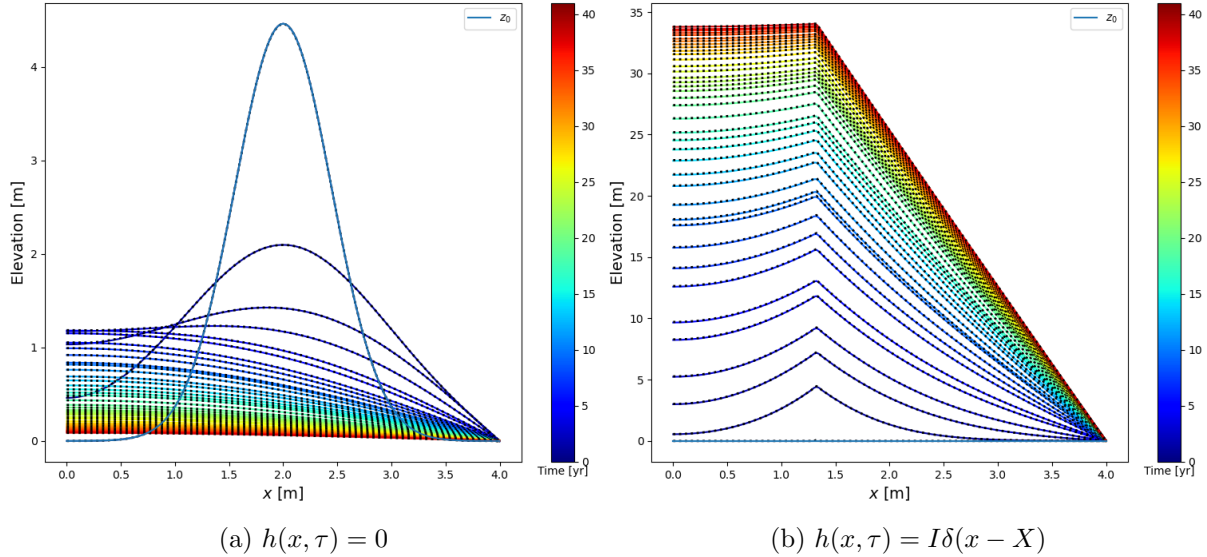 z₀
4
3
2
1
0
Elevation [m]
0.0 0.5 1.0 1.5 2.0 2.5 3.0 3.5 4.0
x [m]
40
35
30
25
20
15
10
5
0
Time [yr]
z₀
35
30
25
20
15
10
5
0
Elevation [m]
0.0 0.5 1.0 1.5 2.0 2.5 3.0 3.5 4.0
x [m]
40
35
30
25
20
15
10
5
0
Time [yr]
(a) h(x, τ) = 0
(b) h(x, τ) = Iδ(x − X)